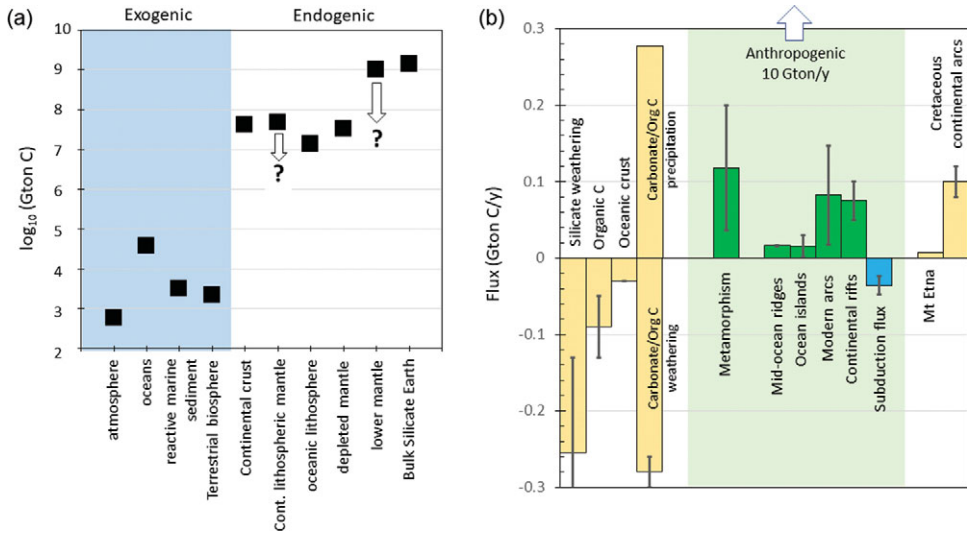 (a)
Exogenic
Endogenic
log10 (Gton C)
10
9
8
7
6
5
4
3
2
?
?
atmosphere
oceans
reactive marine
sediment
Terrestrial biosphere
Continental crust
Cont. lithospheric mantle
oceanic lithosphere
depleted mantle
lower mantle
Bulk Silicate Earth
(b)
Flux (Gton C/y)
0.3
0.2
0.1
0
-0.1
-0.2
-0.3
Silicate weathering
Organic C
Oceanic crust
Carbonate/Org C
precipitation
Carbonate/Org C
weathering
Anthropogenic
10 Gton/y
Metamorphism
Mid-ocean ridges
Ocean islands
Modern arcs
Continental rifts
Subduction flux
Mt Etna
Cretaceous
continental arcs